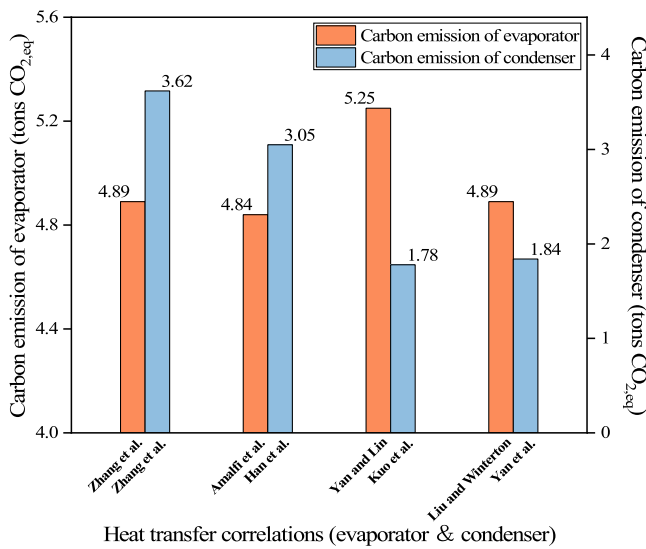 Carbon emission of evaporator (tons CO2,eq)
5.6
5.2
4.8
4.4
4.0
Carbon emission of evaporator
Carbon emission of condenser
4.89
3.62
4.84
3.05
5.25
1.78
4.89
1.84
4
3
2
1
0
Carbon emission of condenser (tons CO2,eq)
Zhang et al.
Zhang et al.
Amalfi et al.
Han et al.
Yan and Lin
Kuo et al.
Liu and Winterton
Yan et al.
Heat transfer correlations (evaporator & condenser)